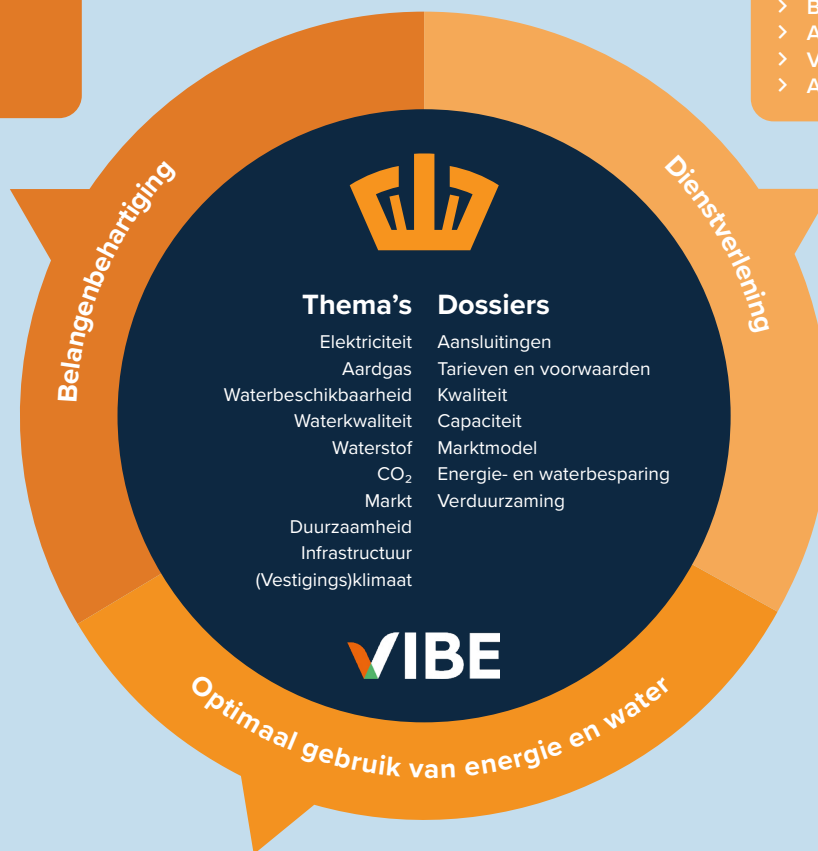 Belangenbehartiging
Dienstverlening
Thema's
Elektriciteit
Aardgas
Waterbeschikbaarheid
Waterkwaliteit
Waterstof
CO₂
Markt
Duurzaamheid
Infrastructuur
(Vestigings)klimaat
Dossiers
Aansluitingen
Tarieven en voorwaarden
Kwaliteit
Capaciteit
Marktmodel
Energie- en waterbesparing
Verduurzaming
VIBE
Optimaal gebruik van energie en water